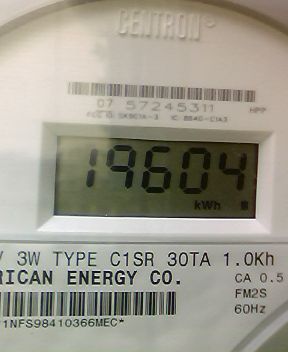 CENTRON
07 57245311
19604
kWh
V 3W TYPE C1SR 30TA 1.0Kh
RICAN ENERGY CO.
CA 0.5
FM2S
60Hz
1NFS98410366MEC*